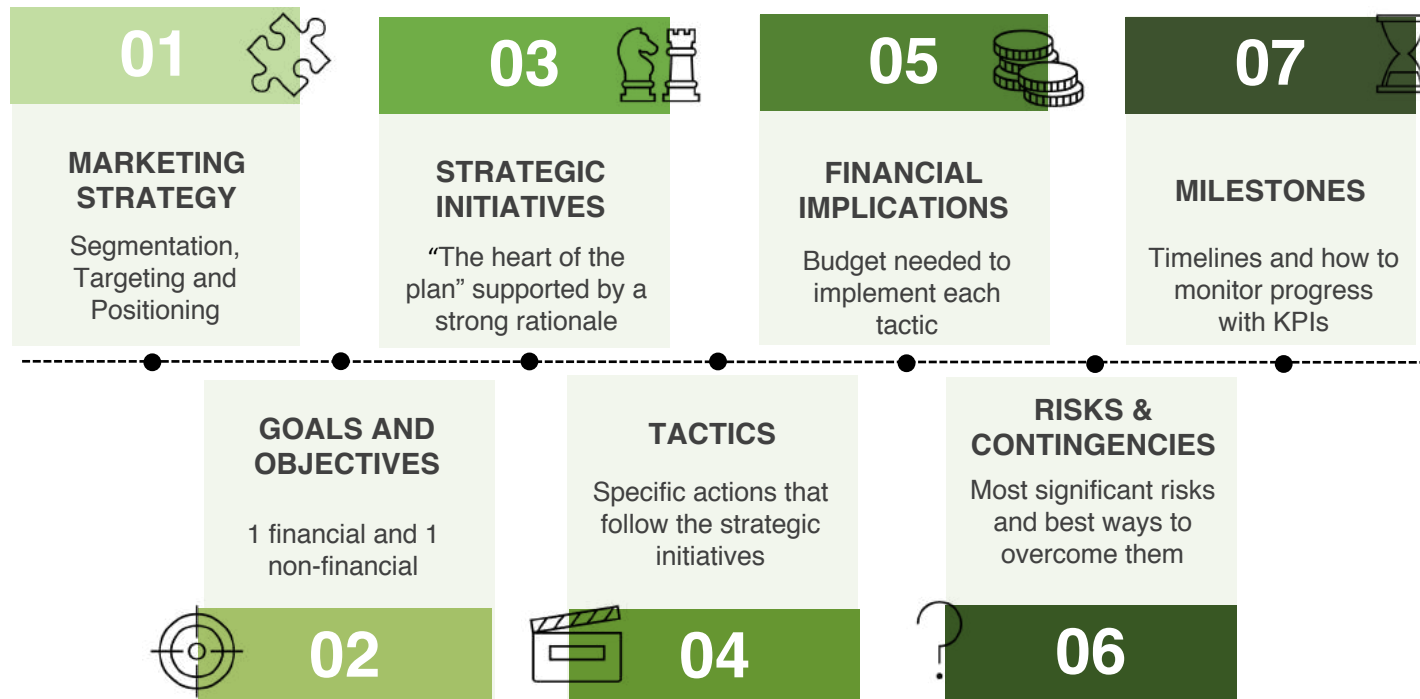 01
MARKETING
STRATEGY
Segmentation,
Targeting and
Positioning
GOALS AND
OBJECTIVES
1 financial and 1
non-financial
02
03
STRATEGIC
INITIATIVES
“The heart of the
plan” supported by a
strong rationale
TACTICS
Specific actions that
follow the strategic
initiatives
04
05
FINANCIAL
IMPLICATIONS
Budget needed to
implement each
tactic
RISKS &
CONTINGENCIES
Most significant risks
and best ways to
overcome them
06
07
MILESTONES
Timelines and how to
monitor progress
with KPIs